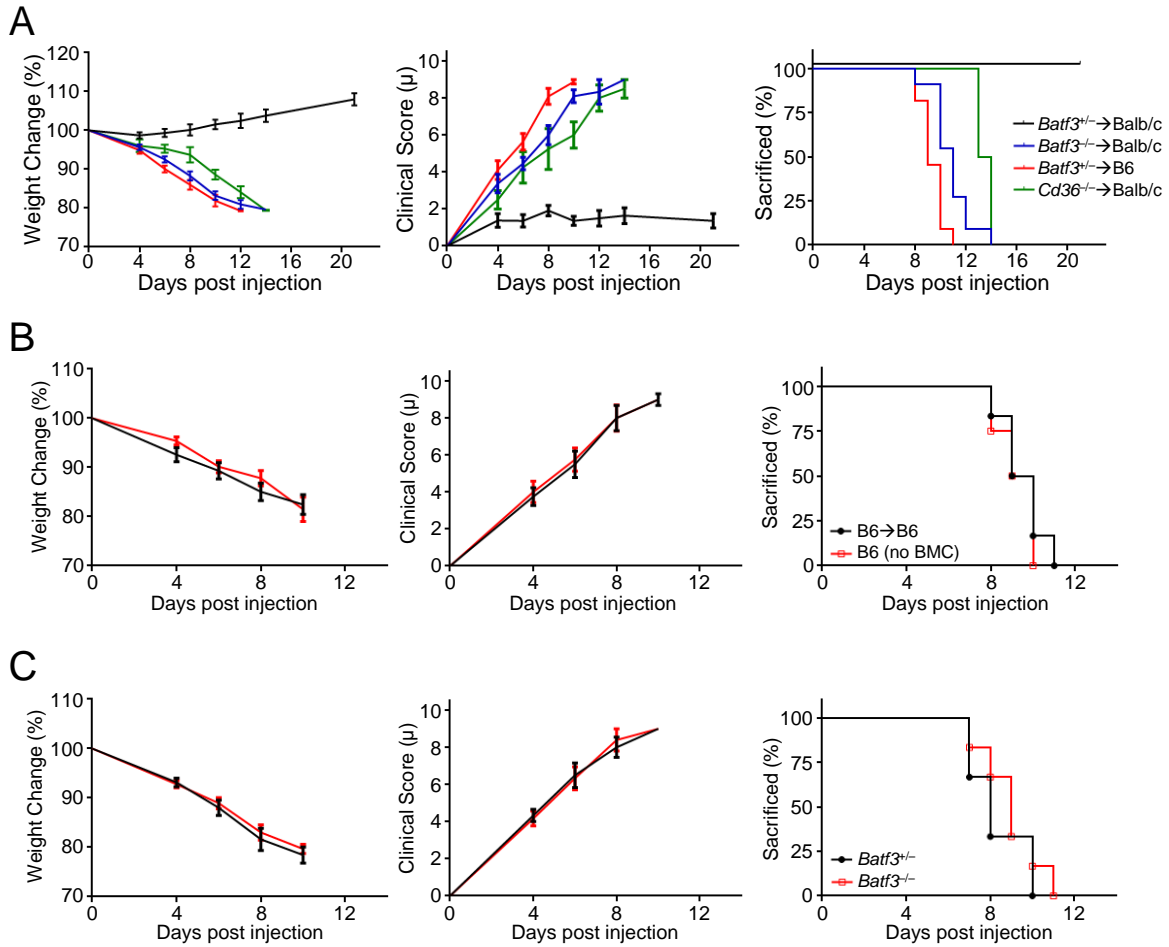 A
Weight Change (%)
120
110
100
90
80
70
0 4 8 12 16 20
Days post injection
Clinical Score (μ)
10
8
6
4
2
0
0 4 8 12 16 20
Days post injection
Sacrificed (%)
100
75
50
25
0
0 4 8 12 16 20
Days post injection
Batf3+/–→Balb/c
Batf3–/–→Balb/c
Batf3+/–→B6
Cd36–/–→Balb/c
B
Weight Change (%)
110
100
90
80
70
0 4 8 12
Days post injection
Clinical Score (μ)
10
8
6
4
2
0
0 4 8 12
Days post injection
Sacrificed (%)
100
75
50
25
0
0 4 8 12
Days post injection
B6→B6
B6 (no BMC)
C
Weight Change (%)
110
100
90
80
70
0 4 8 12
Days post injection
Clinical Score (μ)
10
8
6
4
2
0
0 4 8 12
Days post injection
Sacrificed (%)
100
75
50
25
0
0 4 8 12
Days post injection
Batf3+/–
Batf3–/–